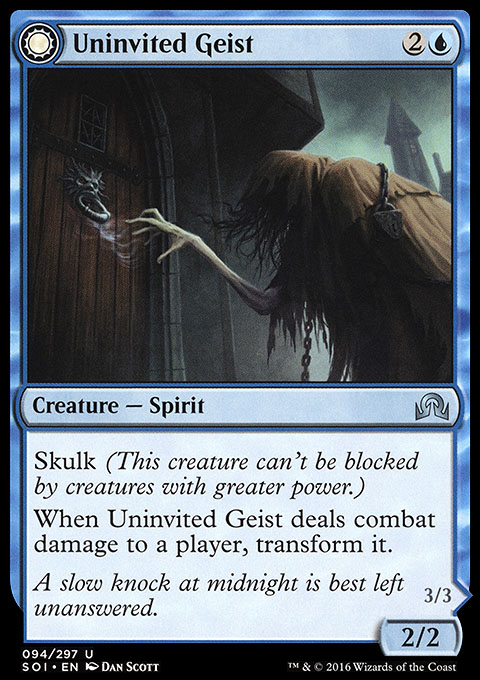 Uninvited Geist 2
Creature — Spirit
Skulk (This creature can't be blocked
by creatures with greater power.)
When Uninvited Geist deals combat
damage to a player, transform it.
A slow knock at midnight is best left
unanswered.
3/3
2/2
094/297 U
SOI • EN Dan Scott
™ & © 2016 Wizards of the Coast